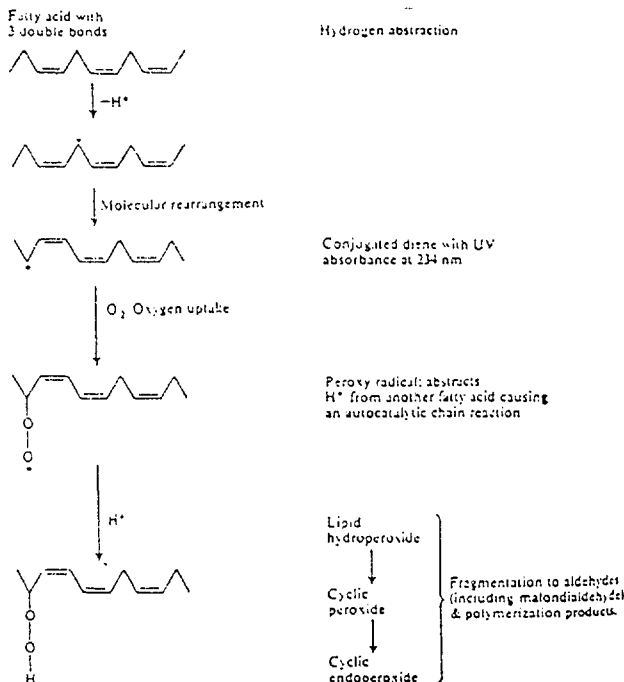 Fatty acid with
3 double bonds
Hydrogen abstraction
−H•
Molecular rearrangement
Conjugated diene with UV
absorbance at 234 nm
O2 Oxygen uptake
Peroxy radical: abstracts
H• from another fatty acid causing
an autocatalytic chain reaction
O
O
H•
Lipid
hydroperoxide
Cyclic
peroxide
Cyclic
endoperoxide
Fragmentation to aldehydes
(including malondialdehyde)
& polymerization products.
O
O
H